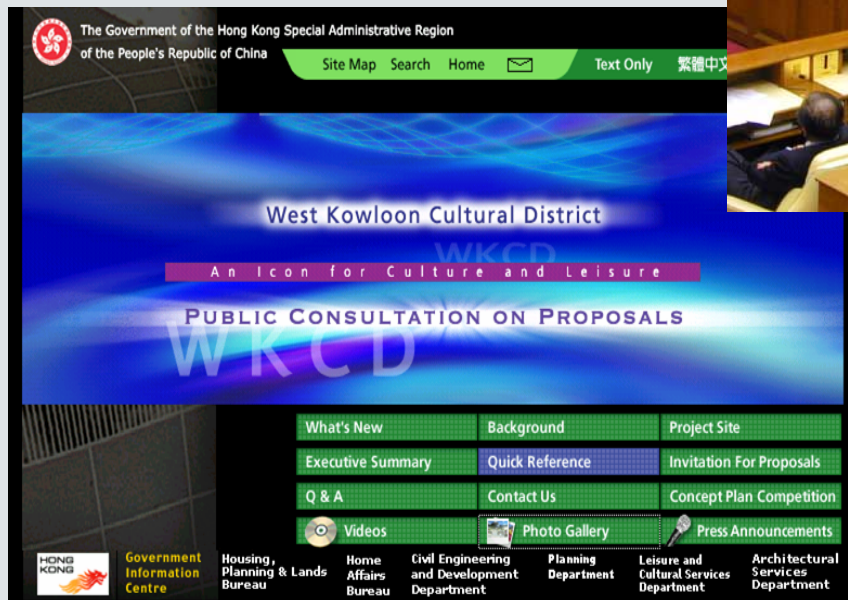 The Government of the Hong Kong Special Administrative Region
of the People's Republic of China
Site Map Search Home Text Only 繁體中文
West Kowloon Cultural District
WKCD
An Icon for Culture and Leisure
PUBLIC CONSULTATION ON PROPOSALS
WKCD
What's New Background Project Site
Executive Summary Quick Reference Invitation For Proposals
Q & A Contact Us Concept Plan Competition
Videos Photo Gallery Press Announcements
HONG
KONG
Government
Information
Centre
Housing,
Planning & Lands
Bureau
Home
Affairs
Bureau
Civil Engineering
and Development
Department
Planning
Department
Leisure and
Cultural Services
Department
Architectural
Services
Department